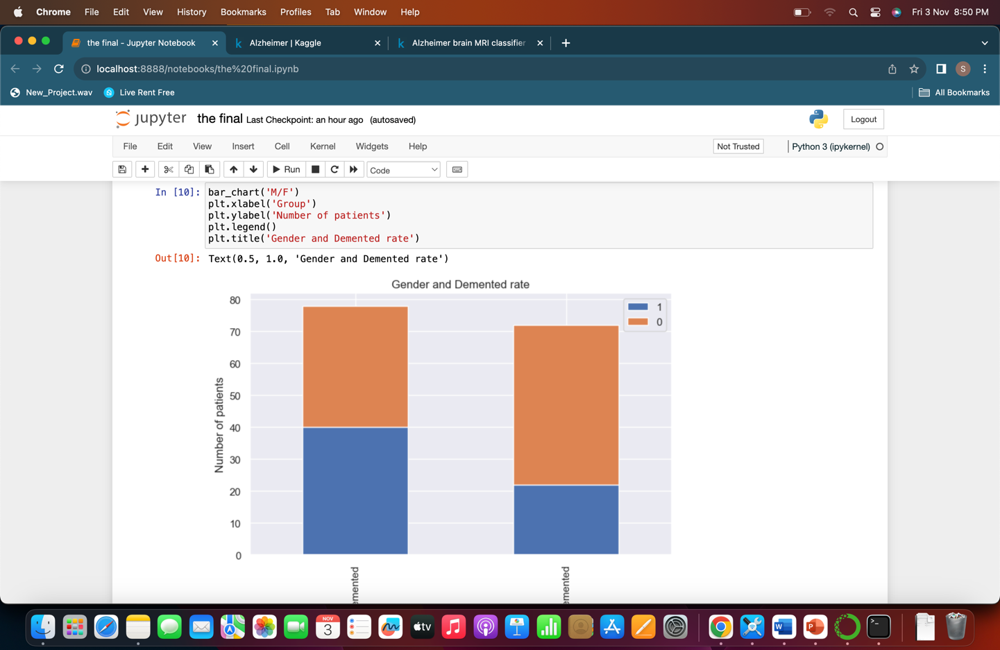 Chrome File Edit View History Bookmarks Profiles Tab Window Help Fri 3 Nov 8:50 PM
the final - Jupyter Notebook Alzheimer | Kaggle Alzheimer brain MRI classifier
localhost:8888/notebooks/the%20final.ipynb S
New_Project.wav Live Rent Free All Bookmarks
jupyter the final Last Checkpoint: an hour ago (autosaved) Logout
File Edit View Insert Cell Kernel Widgets Help Not Trusted Python 3 (ipykernel)
Run Code
In [10]: bar_chart('M/F')
plt.xlabel('Group')
plt.ylabel('Number of patients')
plt.legend()
plt.title('Gender and Demented rate')
Out[10]: Text(0.5, 1.0, 'Gender and Demented rate')
Gender and Demented rate
80
70
60
50
40
30
20
10
0
Number of patients
1
0
emented
emented
NOV
3
tv
W
P